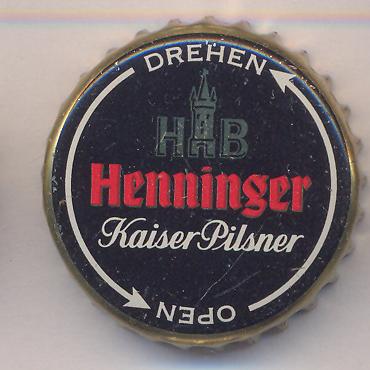 DREHEN
HB
Henninger
Kaiser Pilsner
OPEN